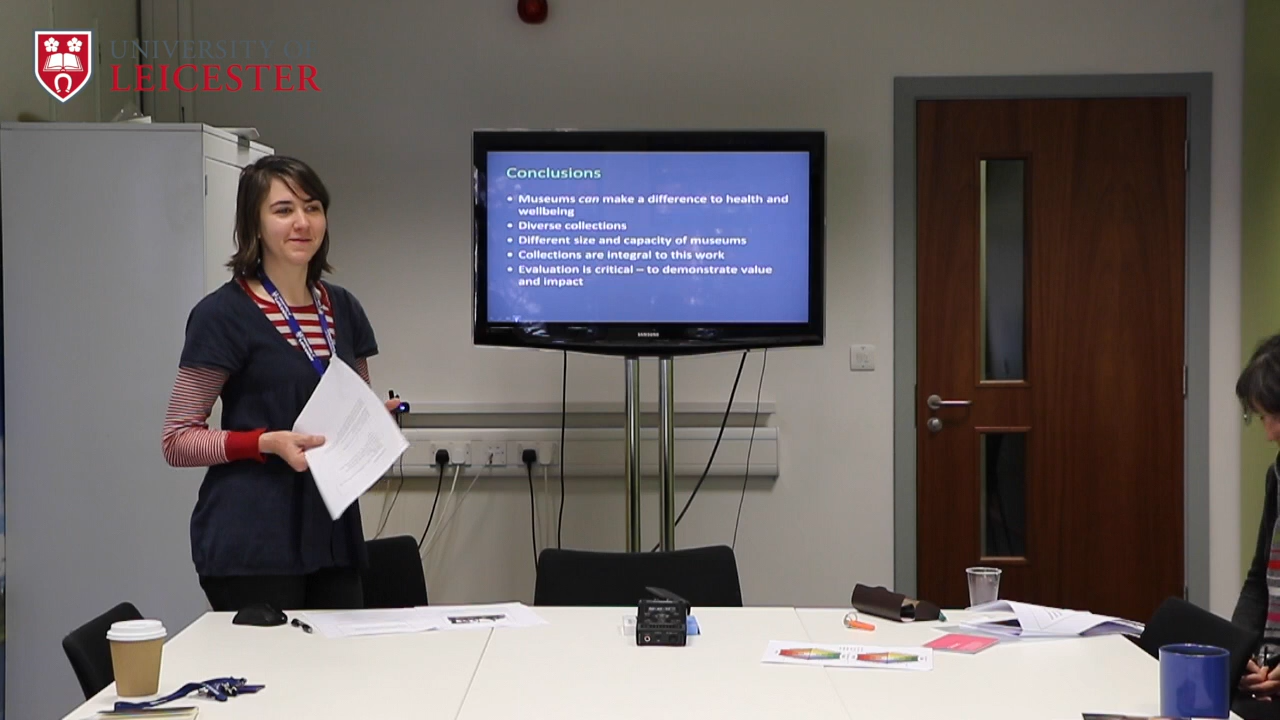 UNIVERSITY OF
LEICESTER
Conclusions
• Museums can make a difference to health and
wellbeing
• Diverse collections
• Different size and capacity of museums
• Collections are integral to this work
• Evaluation is critical – to demonstrate value
and impact
SAMSUNG